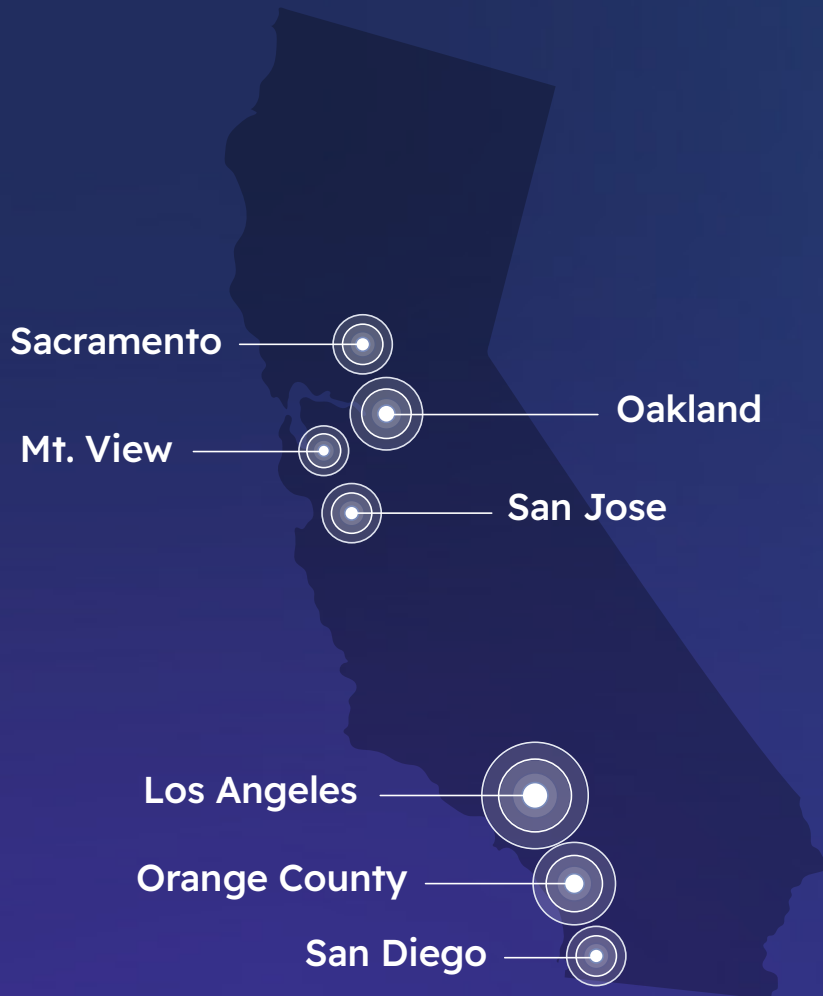 Sacramento
Oakland
Mt. View
San Jose
Los Angeles
Orange County
San Diego